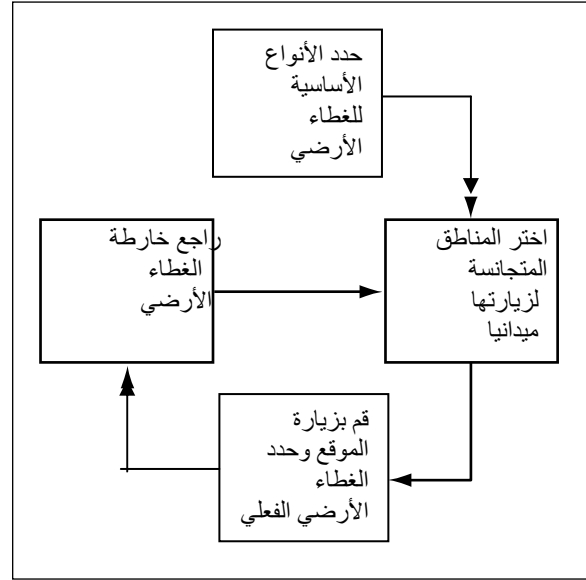 حدد الأنواع
الأساسية
للغطاء
الأرضي
اختر المناطق
المتجانسة
لزيارتها
ميدانيا
راجع خارطة
الغطاء
الأرضي
قم بزيارة
الموقع وحدد
الغطاء
الأرضي الفعلي